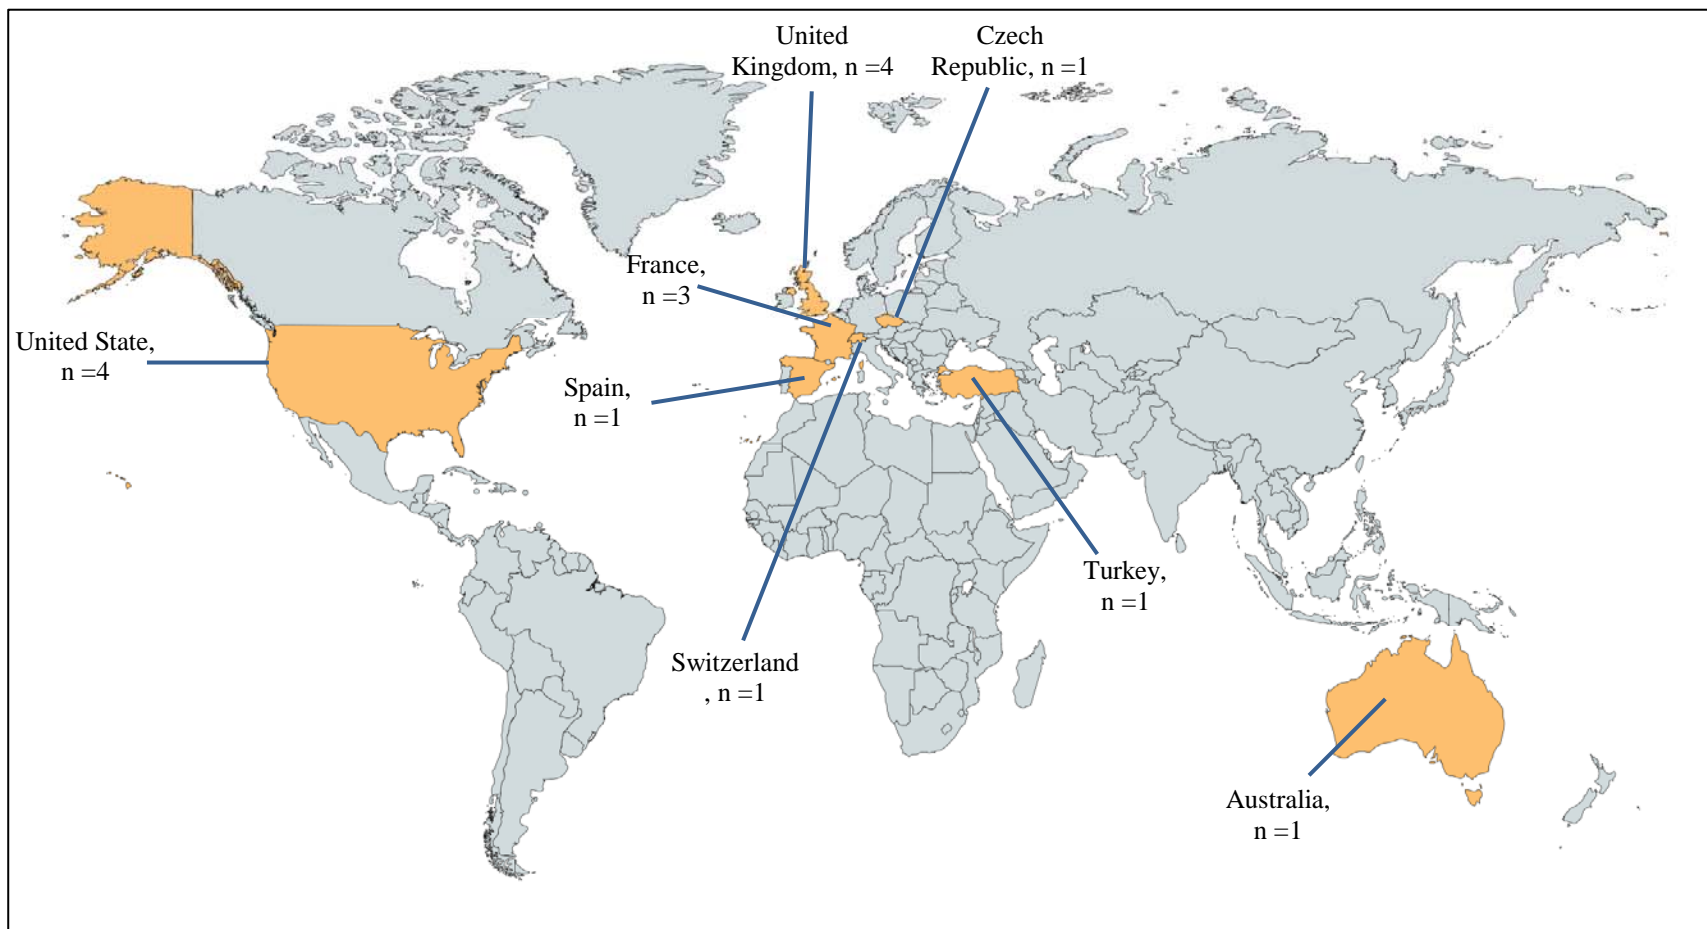 United
Kingdom, n =4
Czech
Republic, n =1
France,
n =3
United State,
n =4
Spain,
n =1
Turkey,
n =1
Switzerland
, n =1
Australia,
n =1